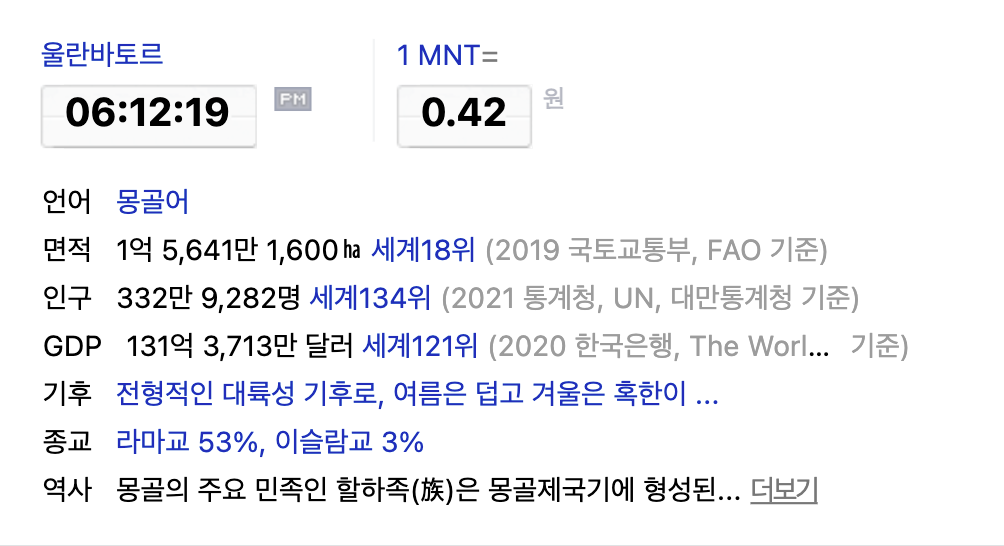 울란바토르
06:12:19 PM
1 MNT=
0.42 원
언어 몽골어
면적 1억 5,641만 1,600㏊ 세계18위 (2019 국토교통부, FAO 기준)
인구 332만 9,282명 세계134위 (2021 통계청, UN, 대만통계청 기준)
GDP 131억 3,713만 달러 세계121위 (2020 한국은행, The Worl... 기준)
기후 전형적인 대륙성 기후로, 여름은 덥고 겨울은 혹한이 ...
종교 라마교 53%, 이슬람교 3%
역사 몽골의 주요 민족인 할하족(族)은 몽골제국기에 형성된... 더보기